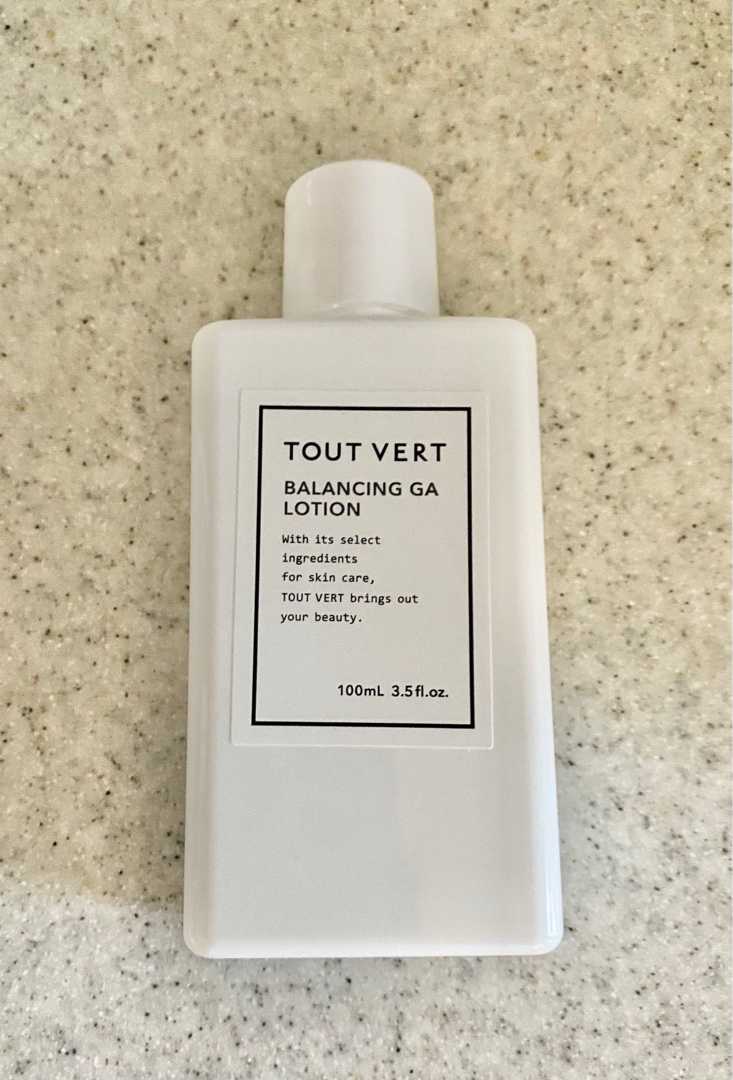 TOUT VERT
BALANCING GA
LOTION
With its select
ingredients
for skin care,
TOUT VERT brings out
your beauty.
100mL 3.5fl.oz.